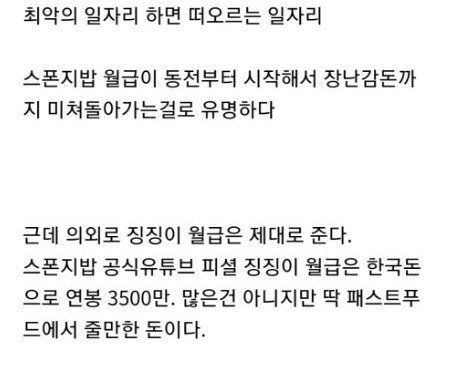 최악의 일자리 하면 떠오르는 일자리
스폰지밥 월급이 동전부터 시작해서 장난감돈까
지 미쳐돌아가는걸로 유명하다
근데 의외로 징징이 월급은 제대로 준다.
스폰지밥 공식유튜브 피셜 징징이 월급은 한국돈
으로 연봉 3500만. 많은건 아니지만 딱 패스트푸
드에서 줄만한 돈이다.